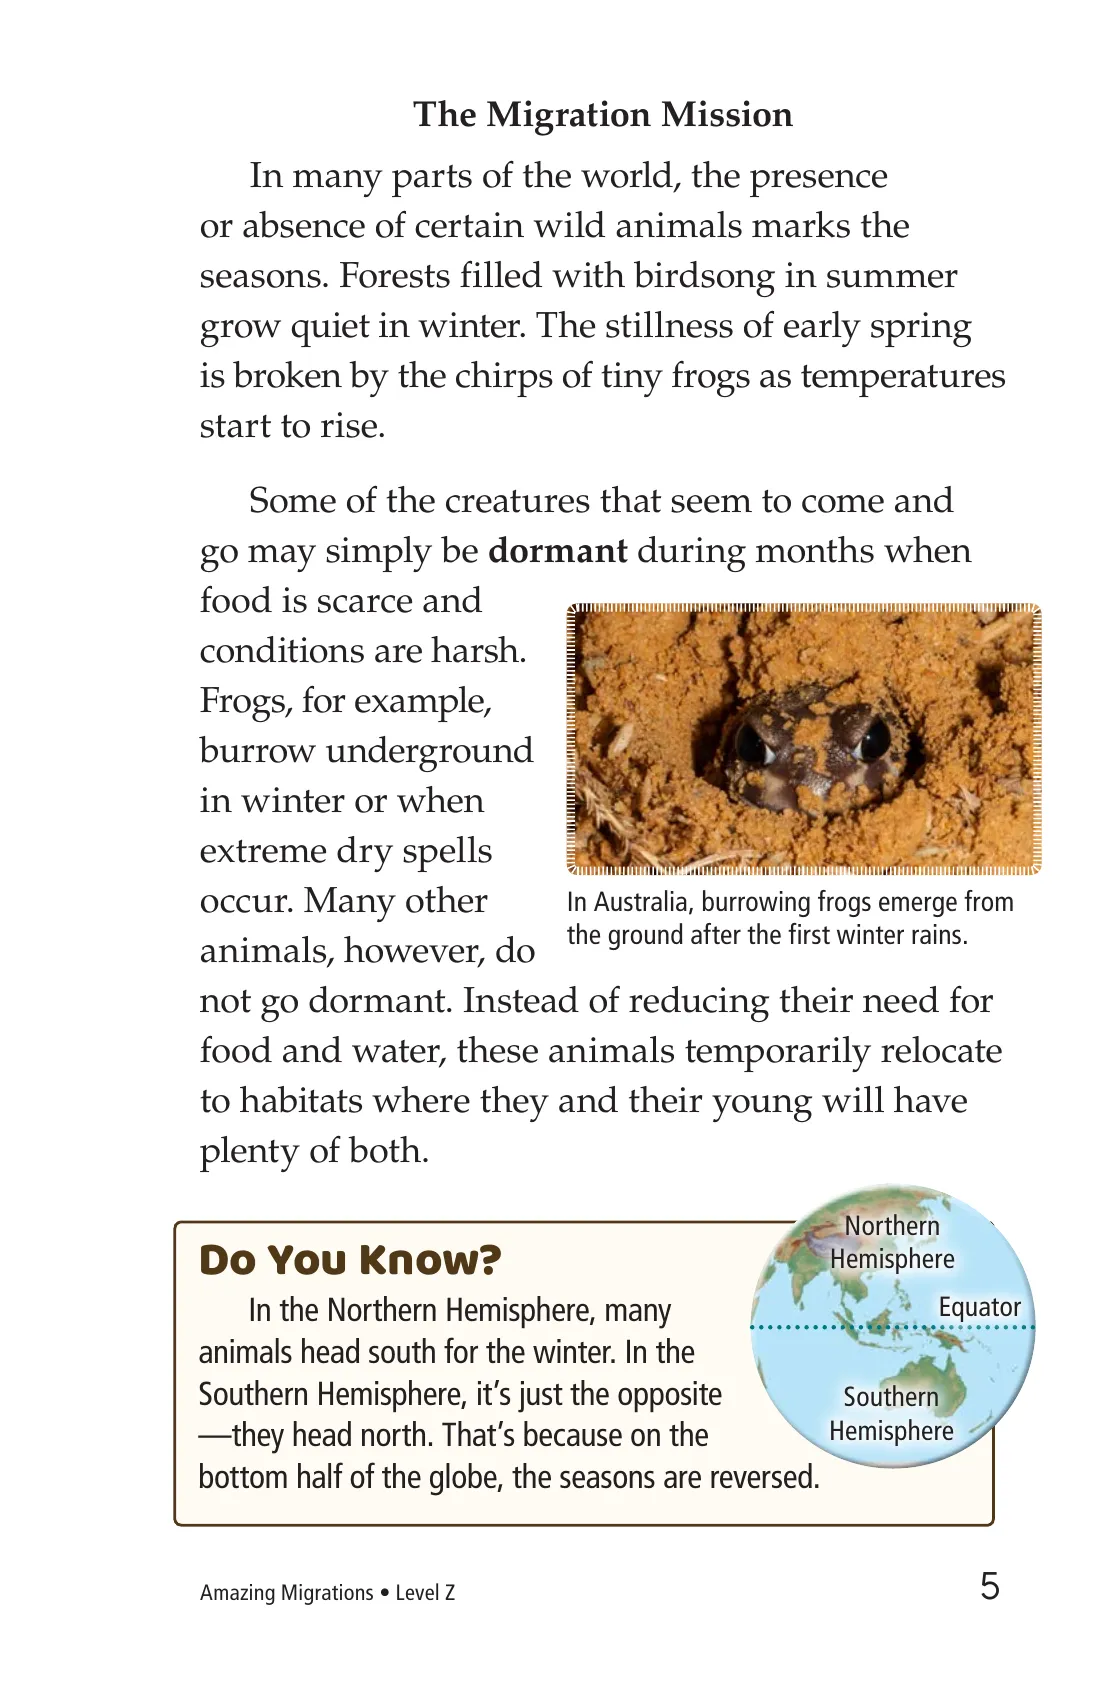 The Migration Mission
In many parts of the world, the presence
or absence of certain wild animals marks the
seasons. Forests filled with birdsong in summer
grow quiet in winter. The stillness of early spring
is broken by the chirps of tiny frogs as temperatures
start to rise.
Some of the creatures that seem to come and
go may simply be dormant during months when
food is scarce and
conditions are harsh.
Frogs, for example,
burrow underground
in winter or when
extreme dry spells
occur. Many other
animals, however, do
not go dormant. Instead of reducing their need for
food and water, these animals temporarily relocate
to habitats where they and their young will have
plenty of both.
In Australia, burrowing frogs emerge from
the ground after the first winter rains.
Do You Know?
In the Northern Hemisphere, many
animals head south for the winter. In the
Southern Hemisphere, it's just the opposite
—they head north. That's because on the
bottom half of the globe, the seasons are reversed.
Northern
Hemisphere
Equator
Southern
Hemisphere
Amazing Migrations • Level Z
5